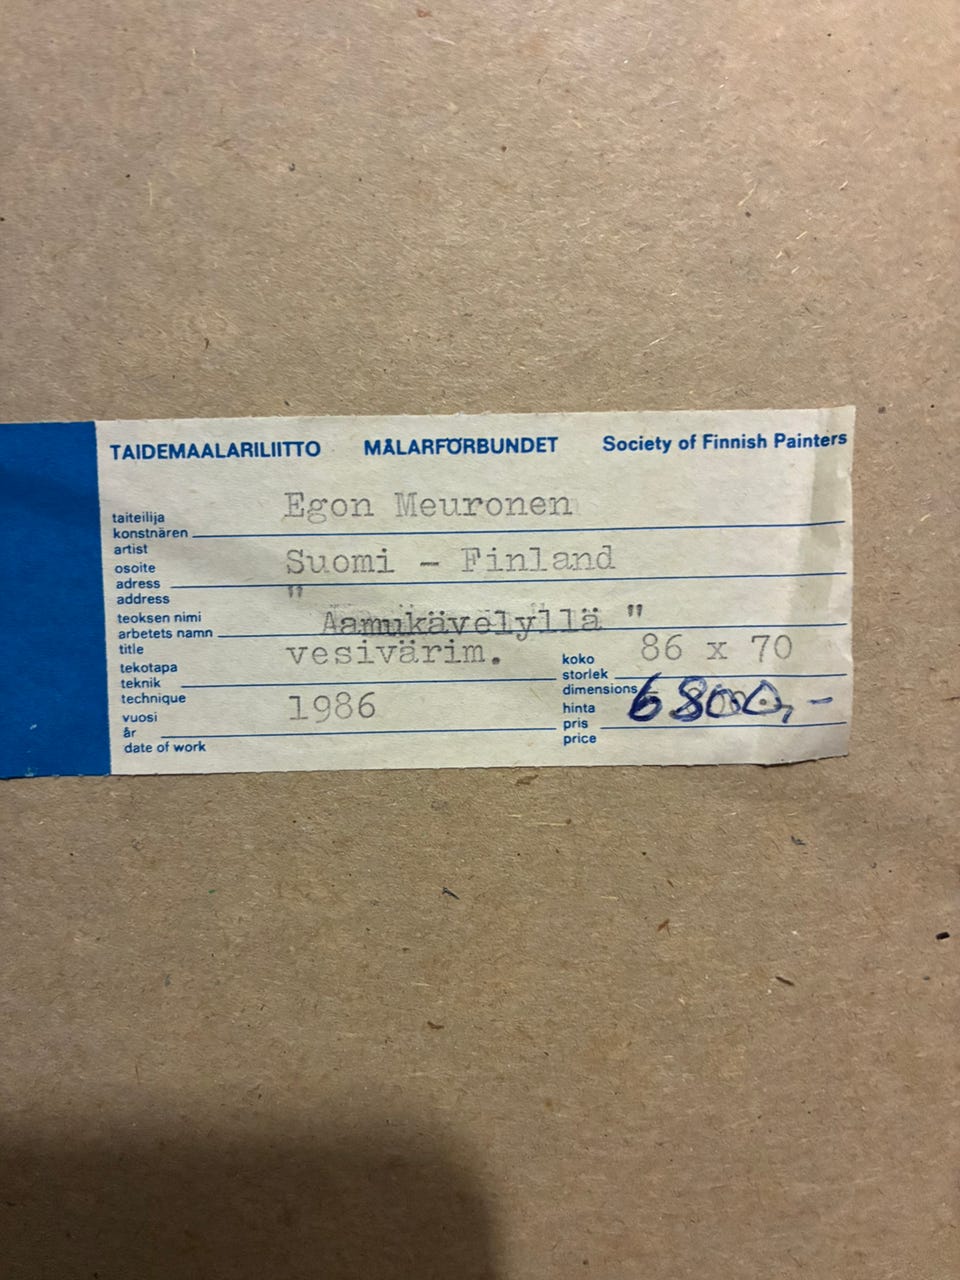 TAIDEMAALARILIITTO MÅLARFÖRBUNDET Society of Finnish Painters
taiteilija
konstnären
artist
Egon Meuronen
osoite
adress
address
Suomi - Finland
teoksen nimi
arbetets namn
title
" Aamukävelyllä "
tekotapa
teknik
technique
vesivärim.
koko
storlek
dimensions
86 x 70
vuosi
år
date of work
1986
hinta
pris
price
6800,-